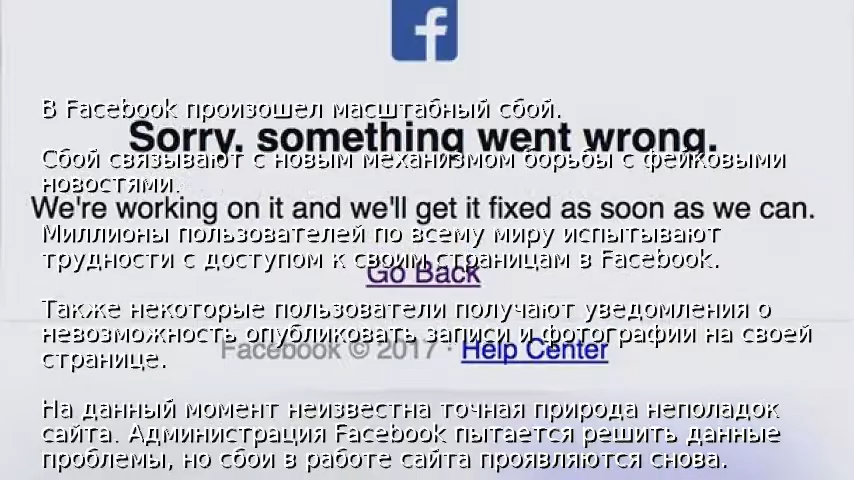 В Facebook произошел масштабный сбой.
Sorry, something went wrong.
Сбой связывают с новым механизмом борьбы с фейковыми
новостями.
We're working on it and we'll get it fixed as soon as we can.
Миллионы пользователей по всему миру испытывают
трудности с доступом к своим страницам в Facebook.
Go Back
Также некоторые пользователи получают уведомления о
невозможность опубликовать записи и фотографии на своей
Facebook © 2017 · Help Center
странице.
На данный момент неизвестна точная природа неполадок
сайта. Администрация Facebook пытается решить данные
проблемы, но сбои в работе сайта проявляются снова.